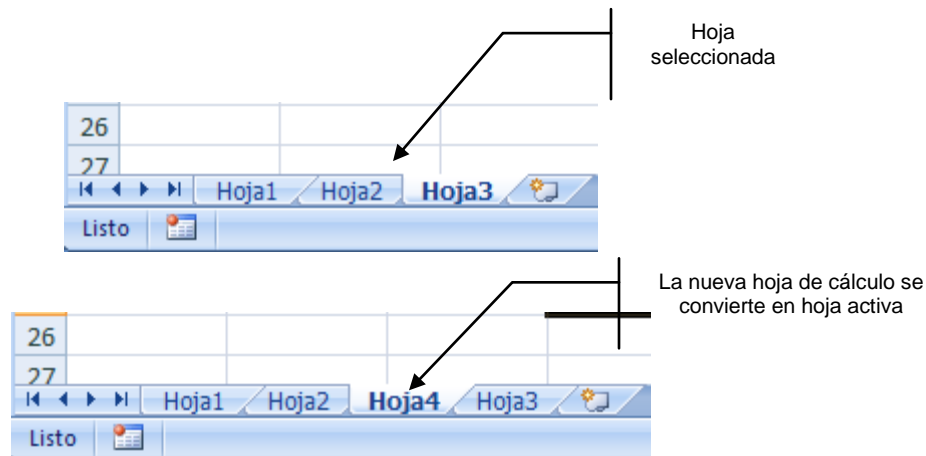 Hoja
seleccionada
26
27
Hoja1 Hoja2 Hoja3
Listo
La nueva hoja de cálculo se
convierte en hoja activa
26
27
Hoja1 Hoja2 Hoja4 Hoja3
Listo